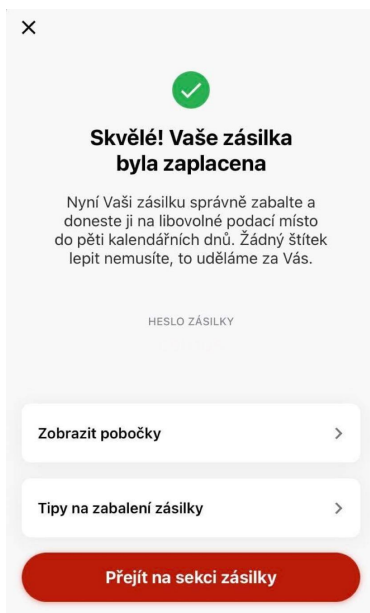 Skvělé! Vaše zásilka
byla zaplacena
Nyní Vaši zásilku správně zabalte a
doneste ji na libovolné podací místo
do pěti kalendářních dnů. Žádný štítek
lepit nemusíte, to uděláme za Vás.
HESLO ZÁSILKY
Zobrazit pobočky
Tipy na zabalení zásilky
Přejít na sekci zásilky